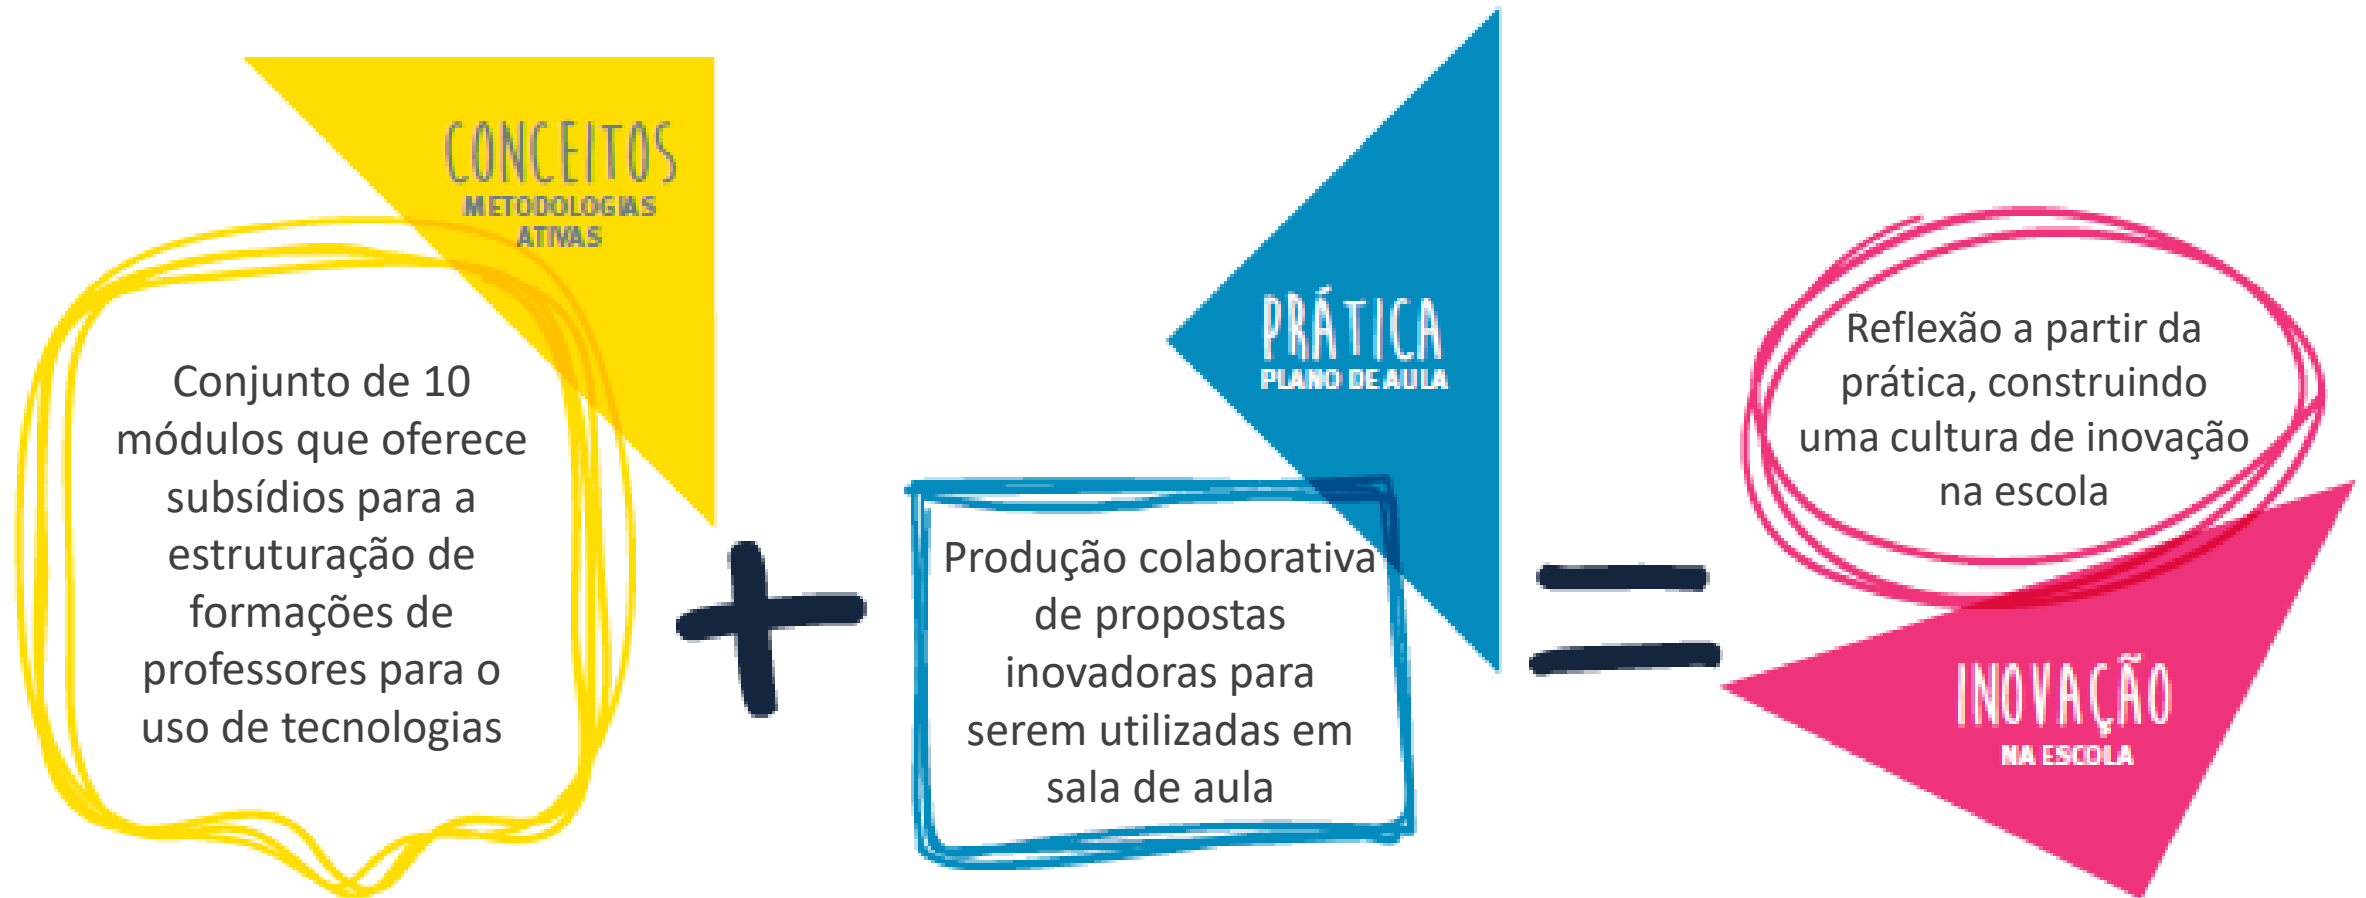 CONCEITOS
METODOLOGIAS
ATIVAS
Conjunto de 10
módulos que oferece
subsídios para a
estruturação de
formações de
professores para o
uso de tecnologias
+
PRÁTICA
PLANO DE AULA
Produção colaborativa
de propostas
inovadoras para
serem utilizadas em
sala de aula
=
Reflexão a partir da
prática, construindo
uma cultura de inovação
na escola
INOVAÇÃO
NA ESCOLA